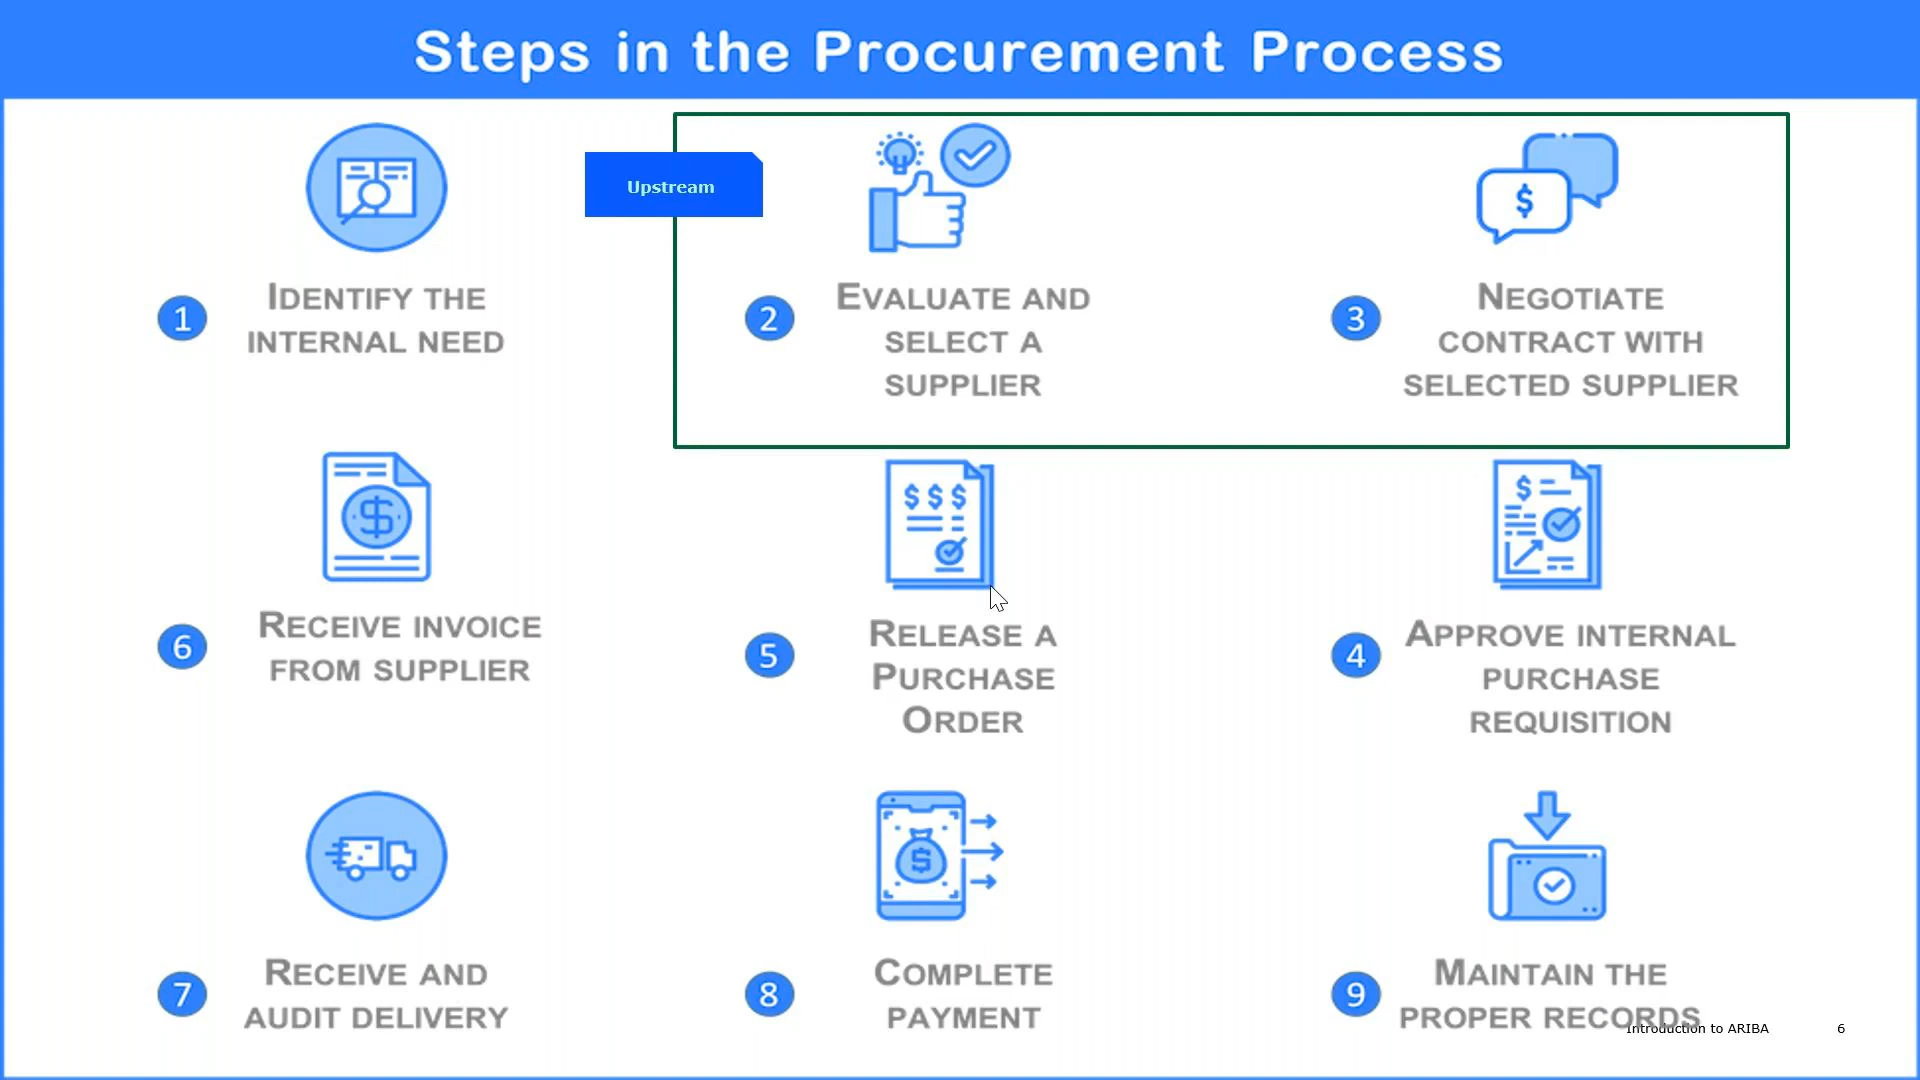 Steps in the Procurement Process
Upstream
1
IDENTIFY THE
INTERNAL NEED
2
EVALUATE AND
SELECT A
SUPPLIER
3
NEGOTIATE
CONTRACT WITH
SELECTED SUPPLIER
6
RECEIVE INVOICE
FROM SUPPLIER
5
RELEASE A
PURCHASE
ORDER
4
APPROVE INTERNAL
PURCHASE
REQUISITION
7
RECEIVE AND
AUDIT DELIVERY
8
COMPLETE
PAYMENT
9
MAINTAIN THE
PROPER RECORDS
Introduction to ARIBA
6